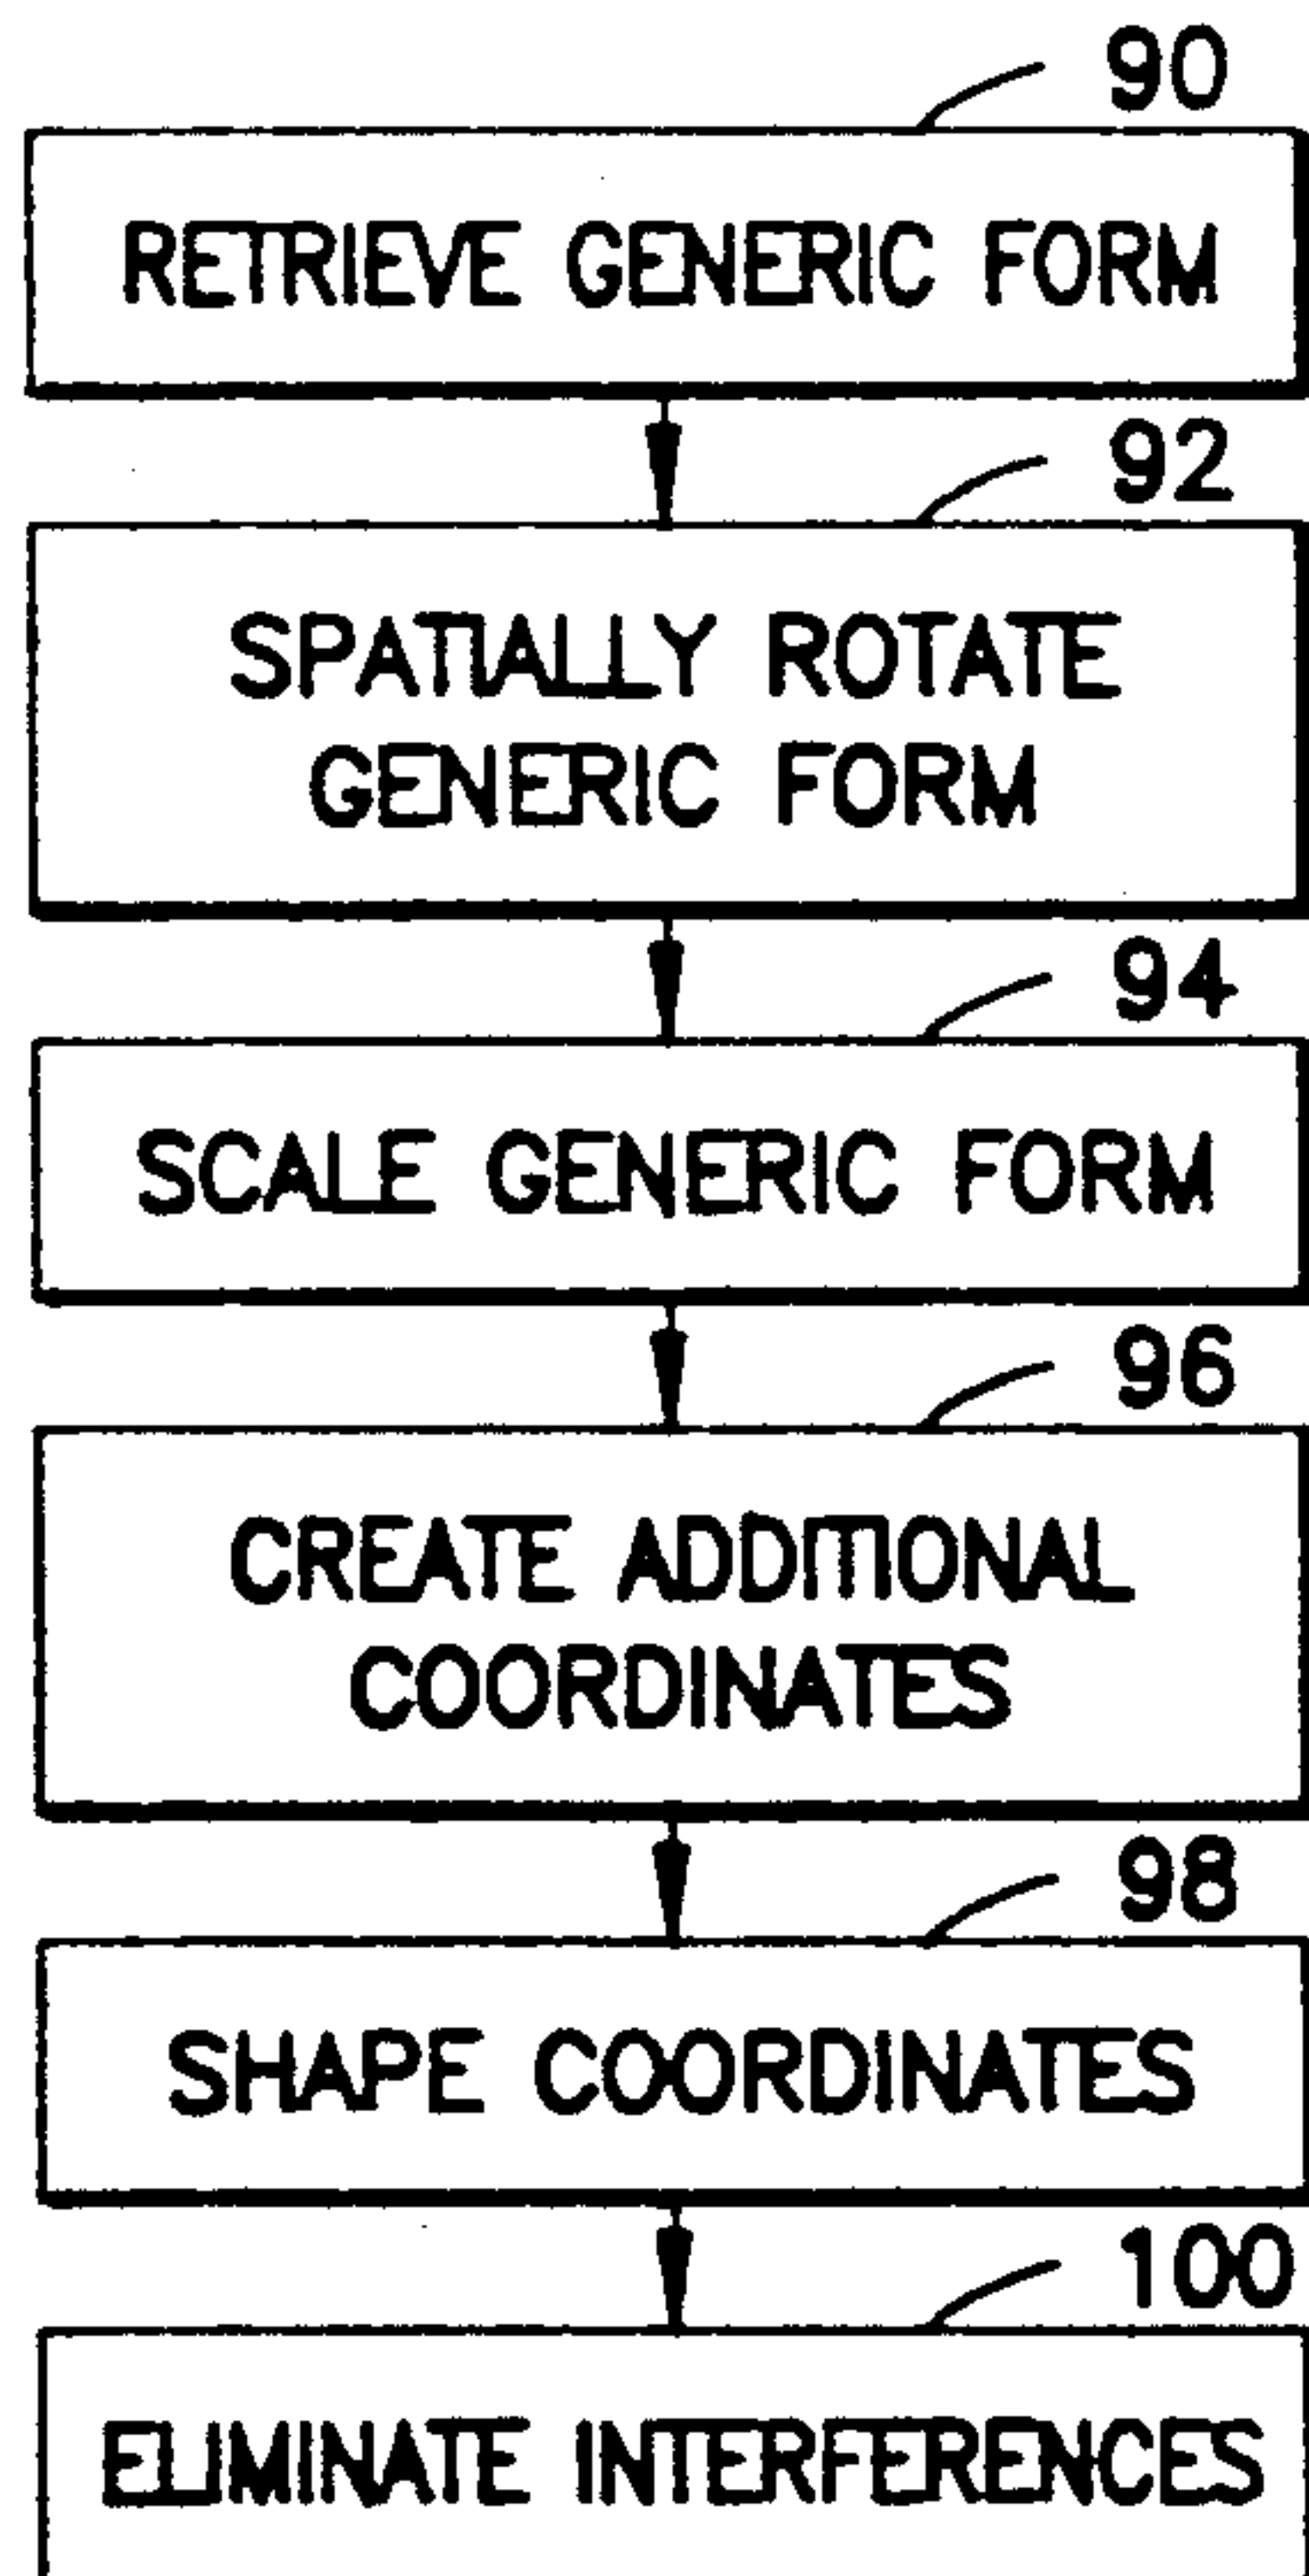 90
RETRIEVE GENERIC FORM
92
SPATIALLY ROTATE
GENERIC FORM
94
SCALE GENERIC FORM
96
CREATE ADDITIONAL
COORDINATES
98
SHAPE COORDINATES
100
ELIMINATE INTERFERENCES